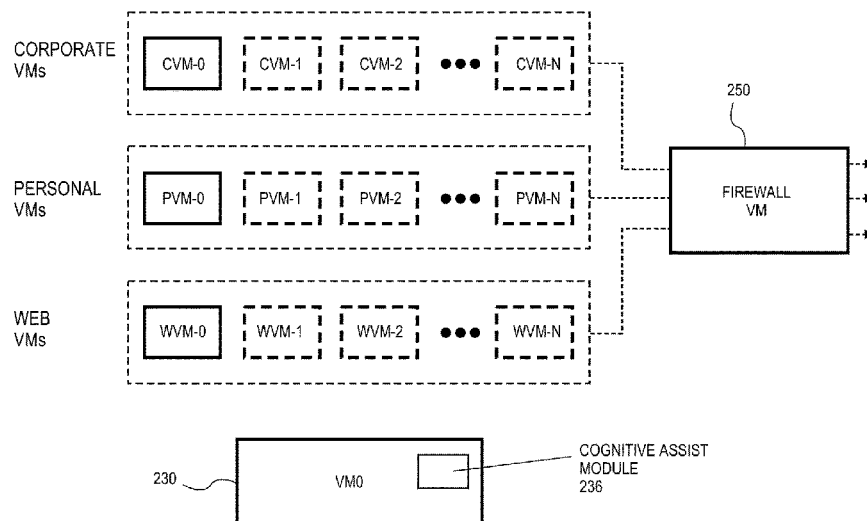 CORPORATE
VMs
CVM-0
CVM-1
CVM-2
CVM-N
250
PERSONAL
VMs
PVM-0
PVM-1
PVM-2
PVM-N
FIREWALL
VM
WEB
VMs
WVM-0
WVM-1
WVM-2
WVM-N
230
VM0
COGNITIVE ASSIST
MODULE
236